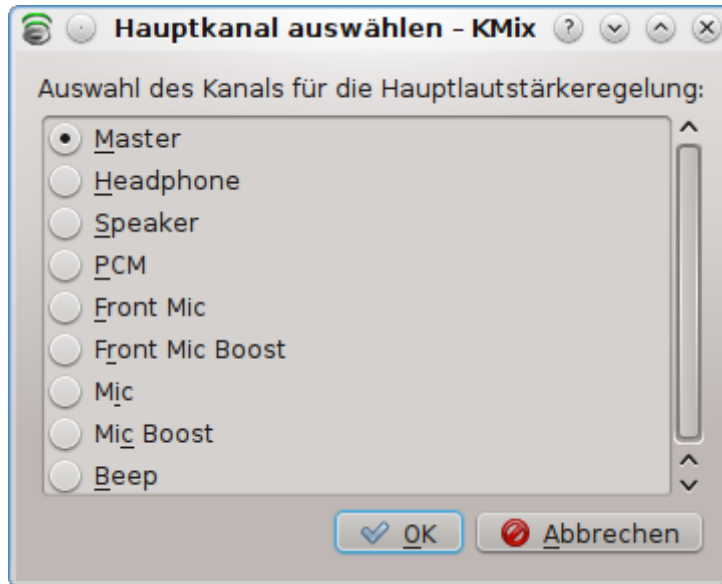 Hauptkanal auswählen – KMix
Auswahl des Kanals für die Hauptlautstärkeregelung:
Master
Headphone
Speaker
PCM
Front Mic
Front Mic Boost
Mic
Mic Boost
Beep
OK Abbrechen